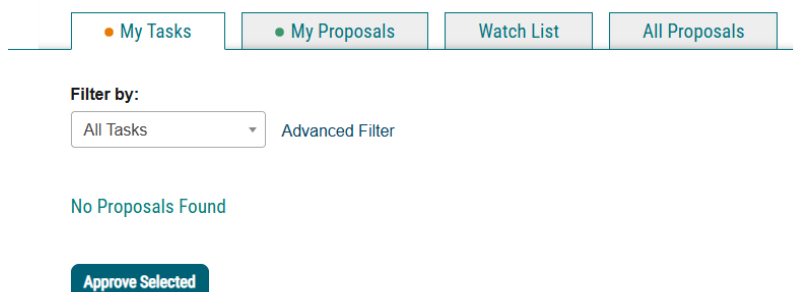 My Tasks My Proposals Watch List All Proposals
Filter by:
All Tasks Advanced Filter
No Proposals Found
Approve Selected